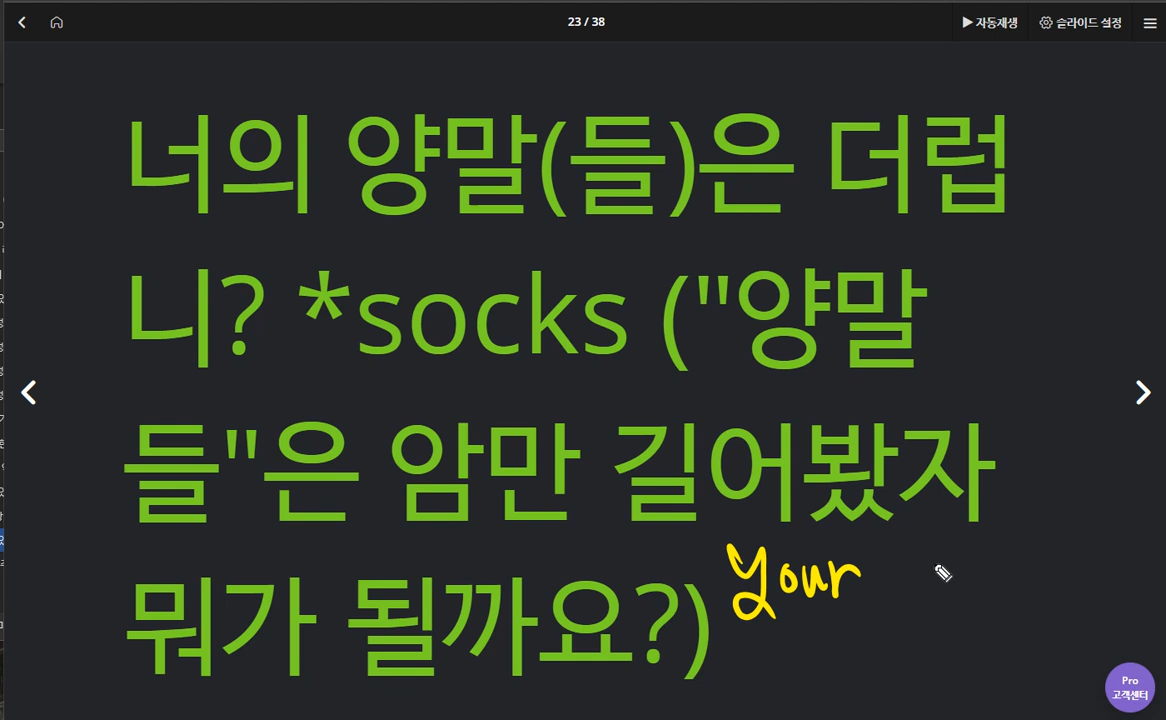 23 / 38
▶ 자동재생
슬라이드 설정
너의 양말(들)은 더럽
니? *socks ("양말
들"은 암만 길어봤자
뭐가 될까요?)
Your
Pro
고객센터